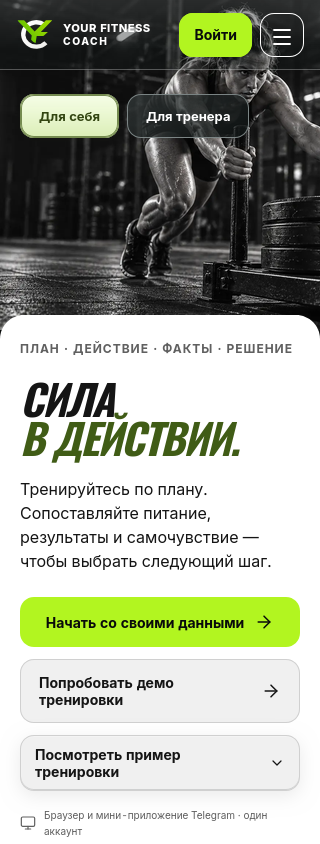 YOUR FITNESS
COACH
Войти
Для себя
Для тренера
ПЛАН · ДЕЙСТВИЕ · ФАКТЫ · РЕШЕНИЕ
СИЛА
В ДЕЙСТВИИ.
Тренируйтесь по плану.
Сопоставляйте питание,
результаты и самочувствие —
чтобы выбрать следующий шаг.
Начать со своими данными
Попробовать демо
тренировки
Посмотреть пример
тренировки
Браузер и мини-приложение Telegram · один
аккаунт